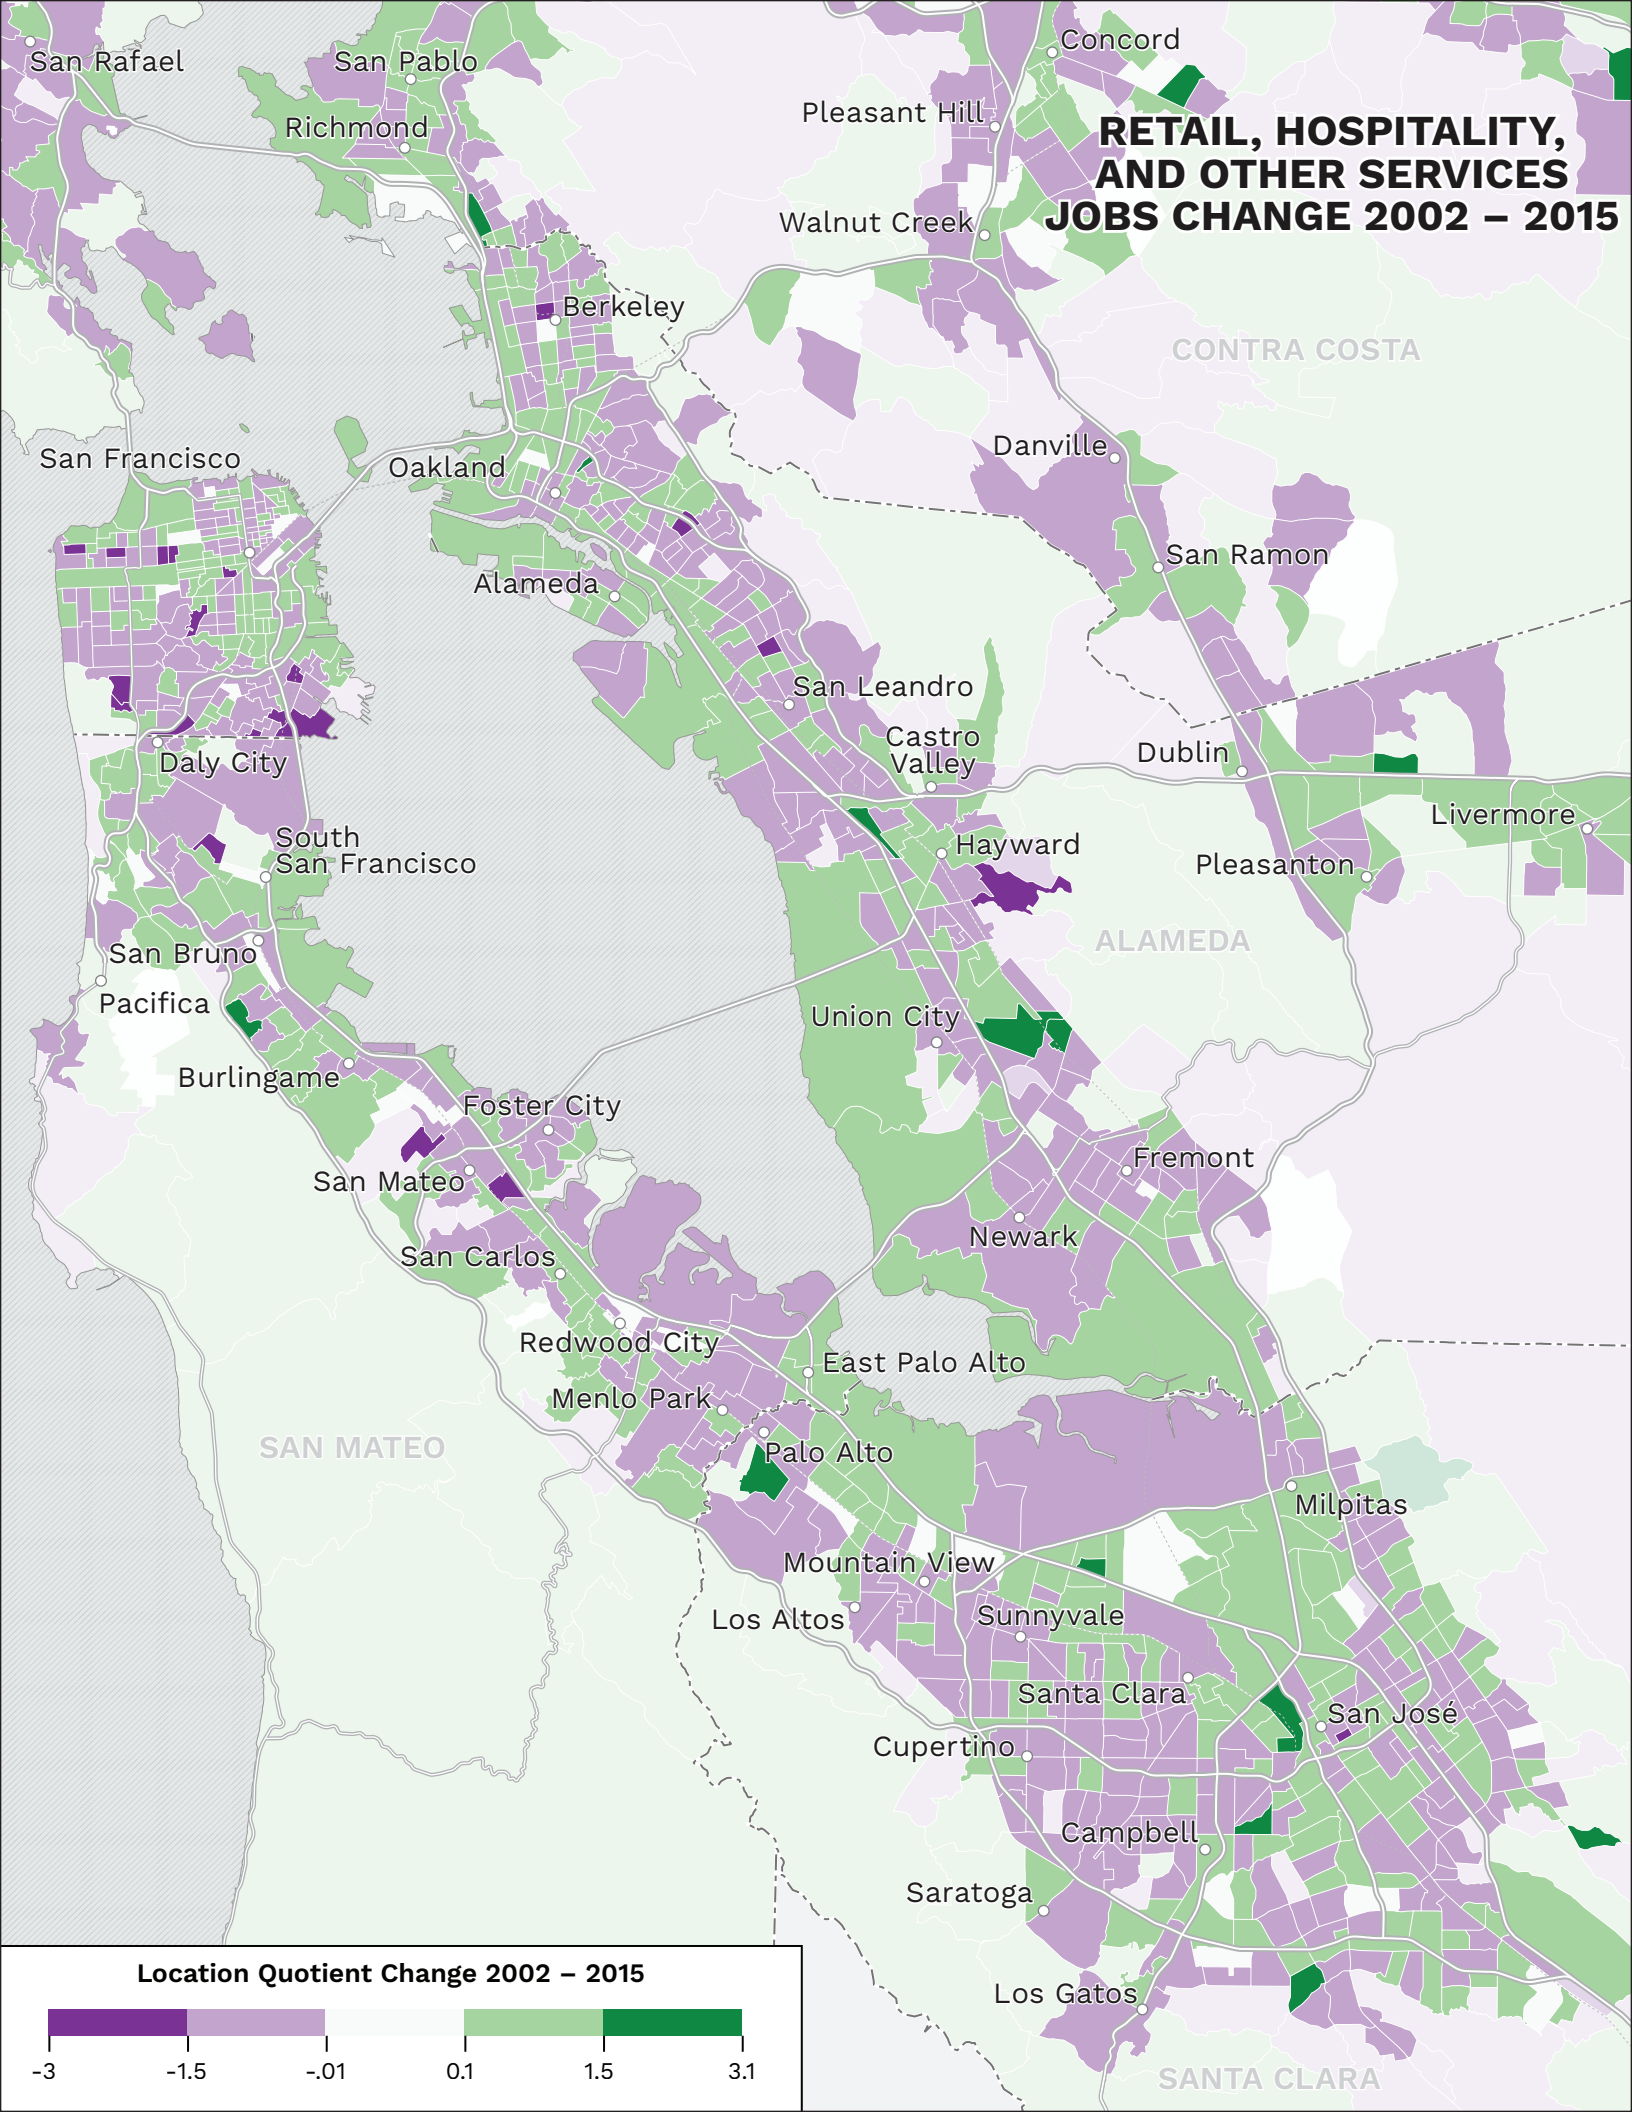 San Rafael
San Pablo
Concord
Richmond
Pleasant Hill
RETAIL, HOSPITALITY,
AND OTHER SERVICES
JOBS CHANGE 2002 – 2015
Walnut Creek
Berkeley
CONTRA COSTA
San Francisco
Oakland
Danville
San Ramon
Alameda
San Leandro
Castro
Valley
Dublin
Daly City
Livermore
South
San Francisco
Hayward
Pleasanton
San Bruno
ALAMEDA
Pacifica
Union City
Burlingame
Foster City
San Mateo
Fremont
Newark
San Carlos
Redwood City
East Palo Alto
Menlo Park
SAN MATEO
Palo Alto
Milpitas
Mountain View
Los Altos
Sunnyvale
Santa Clara
San José
Cupertino
Campbell
Saratoga
Los Gatos
SANTA CLARA
Location Quotient Change 2002 – 2015
-3 -1.5 -.01 0.1 1.5 3.1